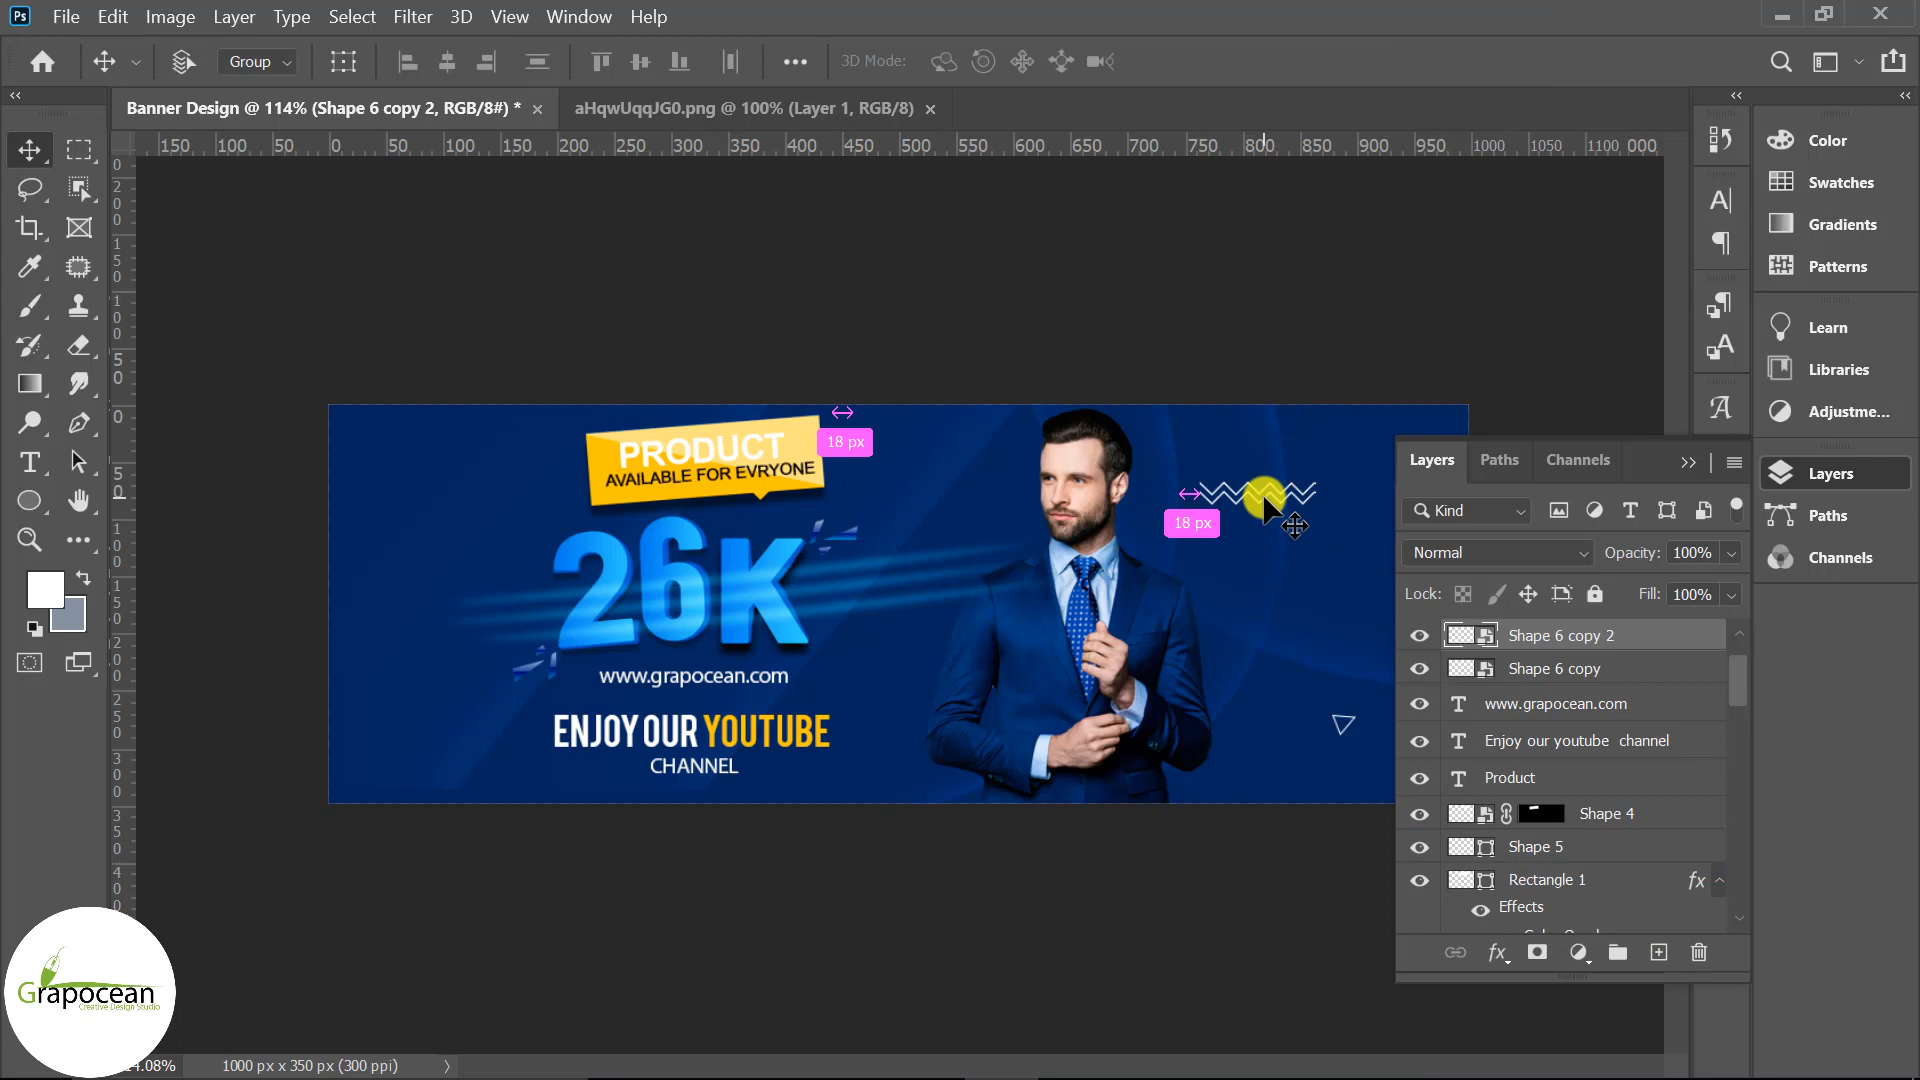 Ps File Edit Image Layer Type Select Filter 3D View Window Help
Group 3D Mode:
Banner Design @ 114% (Shape 6 copy 2, RGB/8#) * × aHqwUqqJG0.png @ 100% (Layer 1, RGB/8) ×
150 100 50 0 50 100 150 200 250 300 350 400 450 500 550 600 650 700 750 800 850 900 950 1000 1050 1100 000
PRODUCT
AVAILABLE FOR EVRYONE
18 px
18 px
26K
www.grapocean.com
ENJOY OUR YOUTUBE
CHANNEL
Color
Swatches
Gradients
Patterns
Learn
Libraries
Adjustme...
Layers
Paths
Channels
Layers Paths Channels
Kind
Normal Opacity: 100%
Lock: Fill: 100%
Shape 6 copy 2
Shape 6 copy
www.grapocean.com
Enjoy our youtube channel
Product
Shape 4
Shape 5
Rectangle 1 fx
Effects
fx
Grapocean
Creative Design Studio
4.08% 1000 px x 350 px (300 ppi)